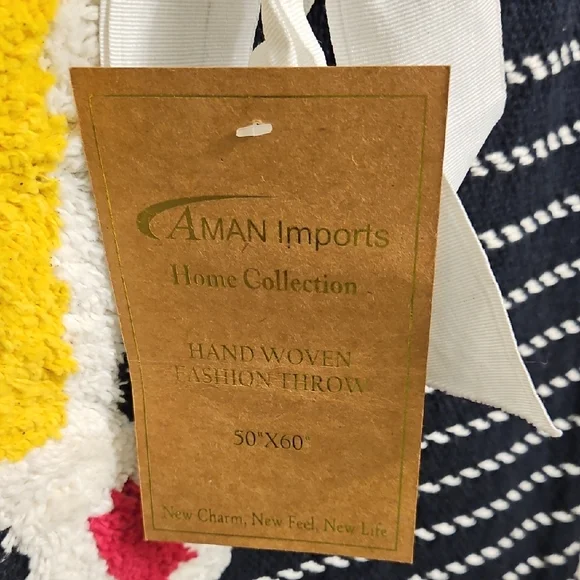 AMAN Imports
Home Collection
HAND WOVEN
FASHION THROW
50"X60"
New Charm, New Feel, New Life